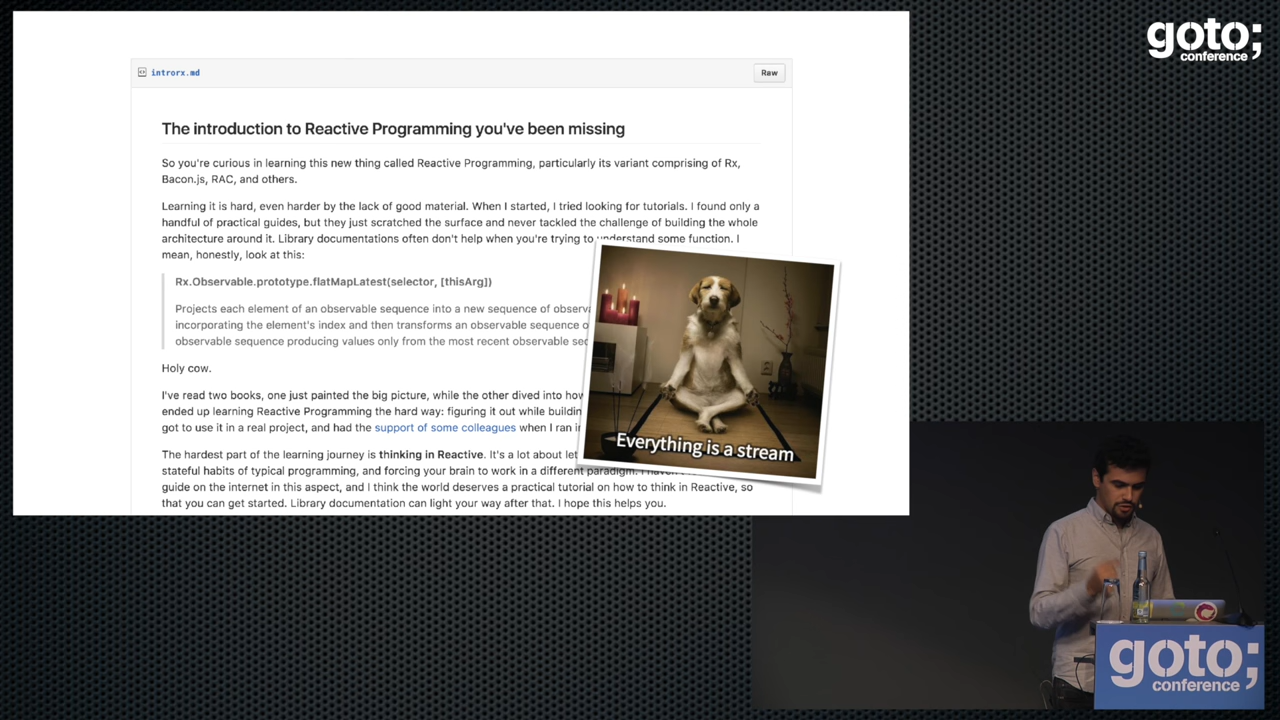 goto;
conference
introrx.md
Raw
The introduction to Reactive Programming you've been missing
So you're curious in learning this new thing called Reactive Programming, particularly its variant comprising of Rx,
Bacon.js, RAC, and others.
Learning it is hard, even harder by the lack of good material. When I started, I tried looking for tutorials. I found only a
handful of practical guides, but they just scratched the surface and never tackled the challenge of building the whole
architecture around it. Library documentations often don't help when you're trying to understand some function. I
mean, honestly, look at this:
Rx.Observable.prototype.flatMapLatest(selector, [thisArg])
Projects each element of an observable sequence into a new sequence of observ
incorporating the element's index and then transforms an observable sequence o
observable sequence producing values only from the most recent observable se
Holy cow.
I've read two books, one just painted the big picture, while the other dived into how
ended up learning Reactive Programming the hard way: figuring it out while buildin
got to use it in a real project, and had the support of some colleagues when I ran i
The hardest part of the learning journey is thinking in Reactive. It's a lot about let
stateful habits of typical programming, and forcing your brain to work in a different paradigm. I
guide on the internet in this aspect, and I think the world deserves a practical tutorial on how to think in Reactive, so
that you can get started. Library documentation can light your way after that. I hope this helps you.
Everything is a stream
goto;
conference